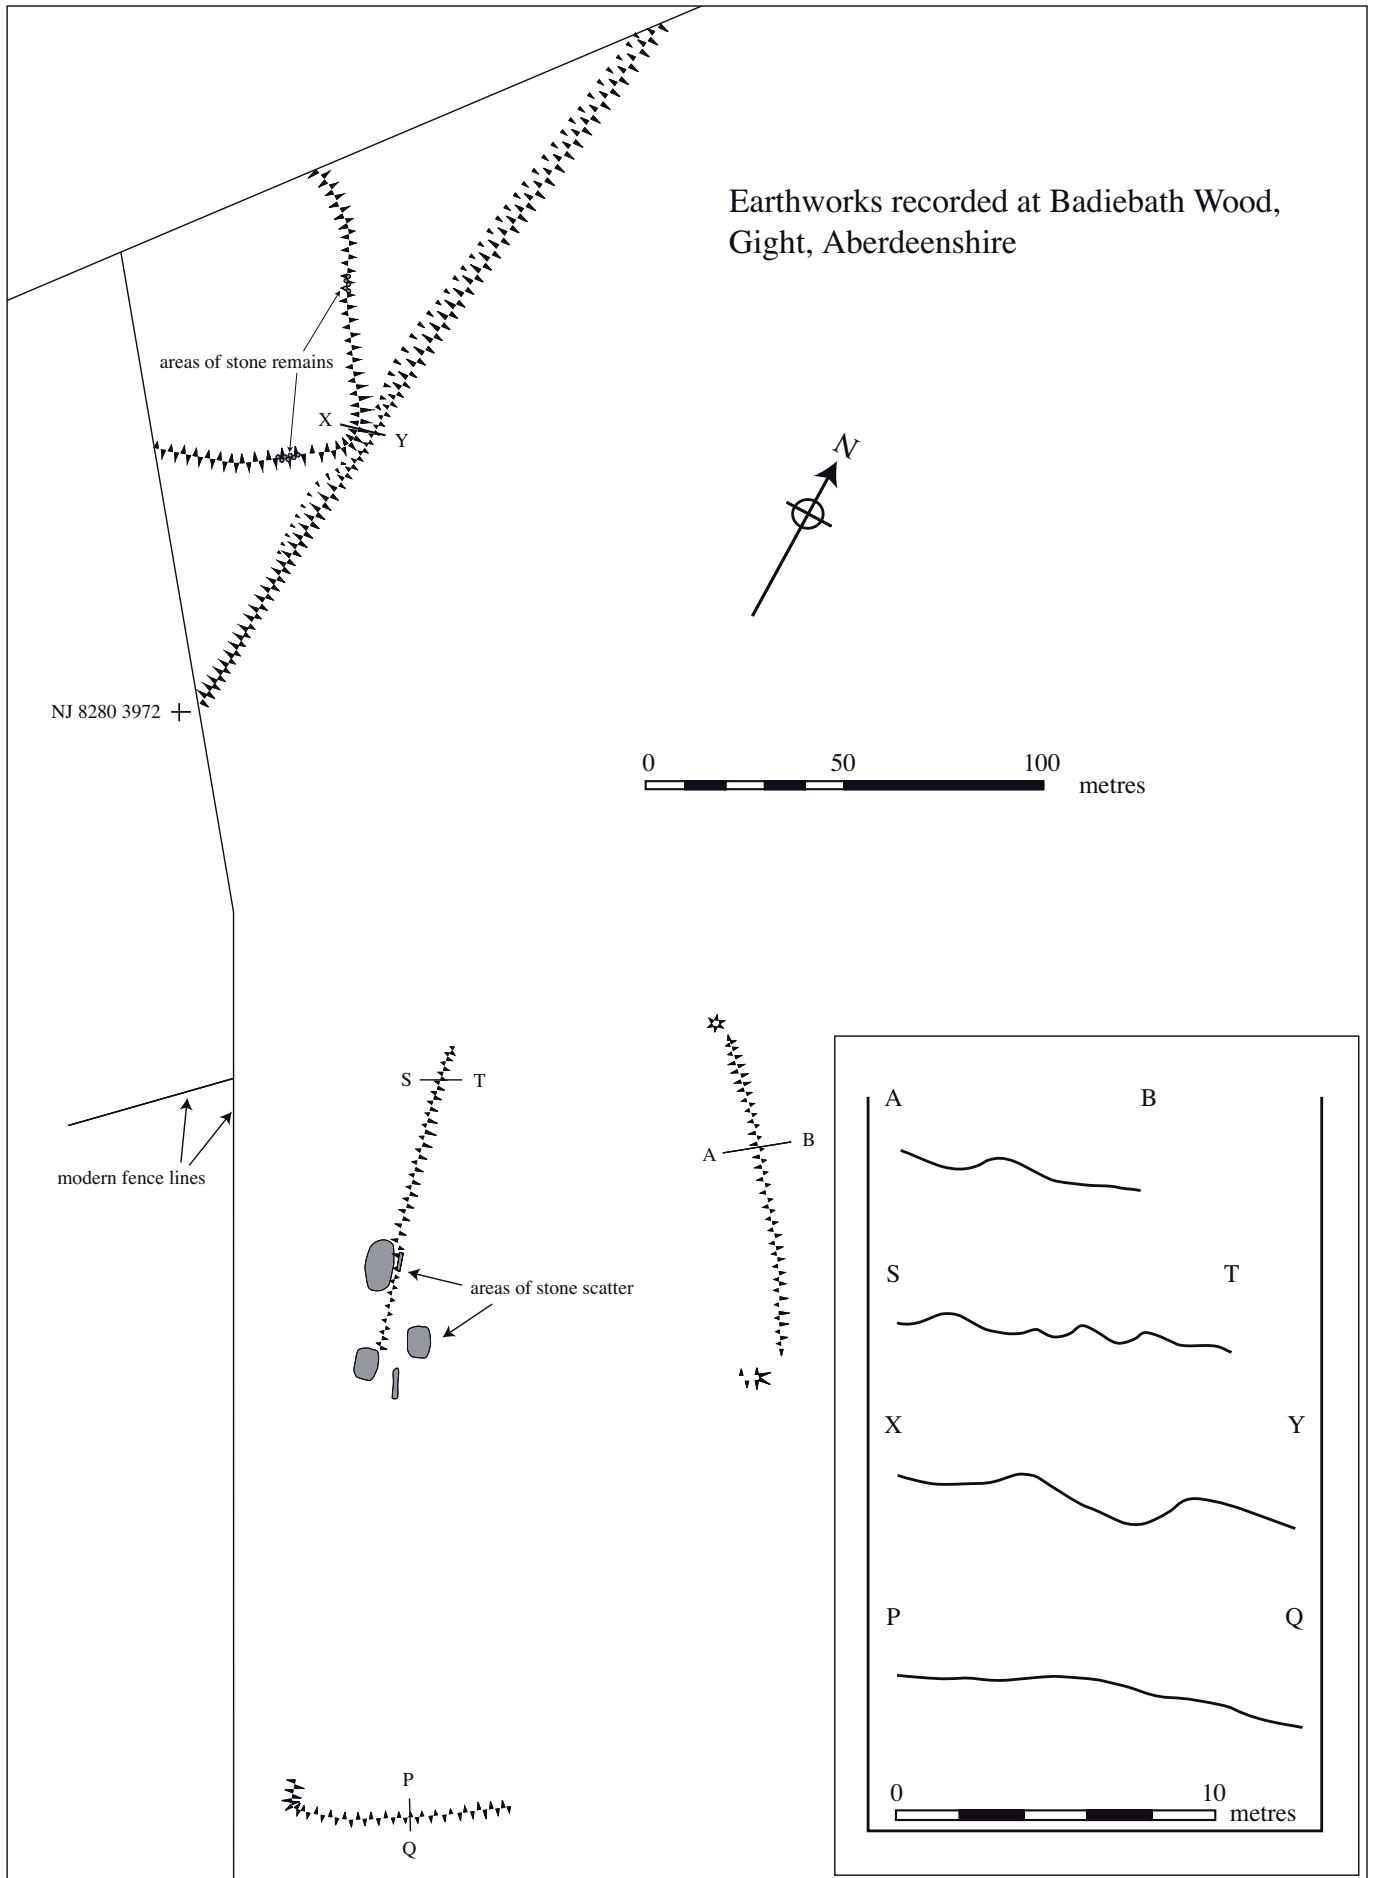 Earthworks recorded at Badiebath Wood,
Gight, Aberdeenshire
areas of stone remains
X
Y
N
NJ 8280 3972
0 50 100
metres
S T
A B
modern fence lines
areas of stone scatter
P
Q
A B
S T
X Y
P Q
0 10
metres